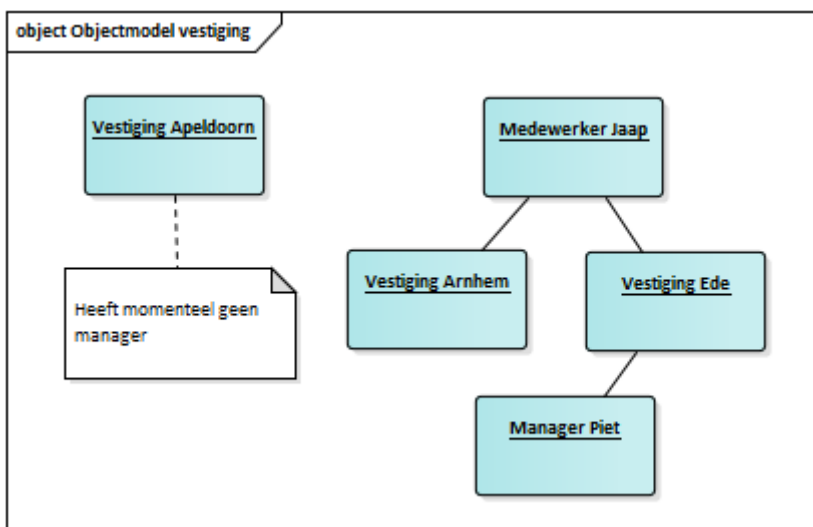 object Objectmodel vestiging
Vestiging Apeldoorn
Medewerker Jaap
Heeft momenteel geen
manager
Vestiging Arnhem
Vestiging Ede
Manager Piet